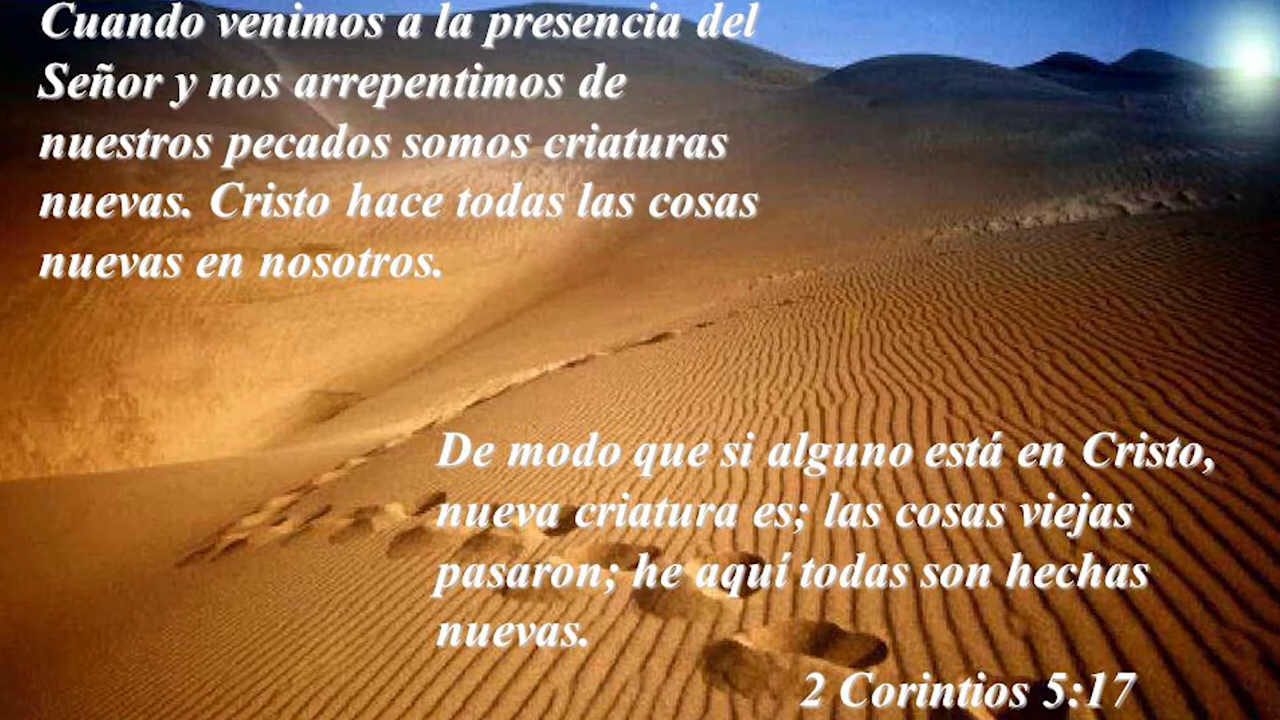 Cuando venimos a la presencia del
Señor y nos arrepentimos de
nuestros pecados somos criaturas
nuevas. Cristo hace todas las cosas
nuevas en nosotros.
De modo que si alguno está en Cristo,
nueva criatura es; las cosas viejas
pasaron; he aquí todas son hechas
nuevas.
2 Corintios 5:17